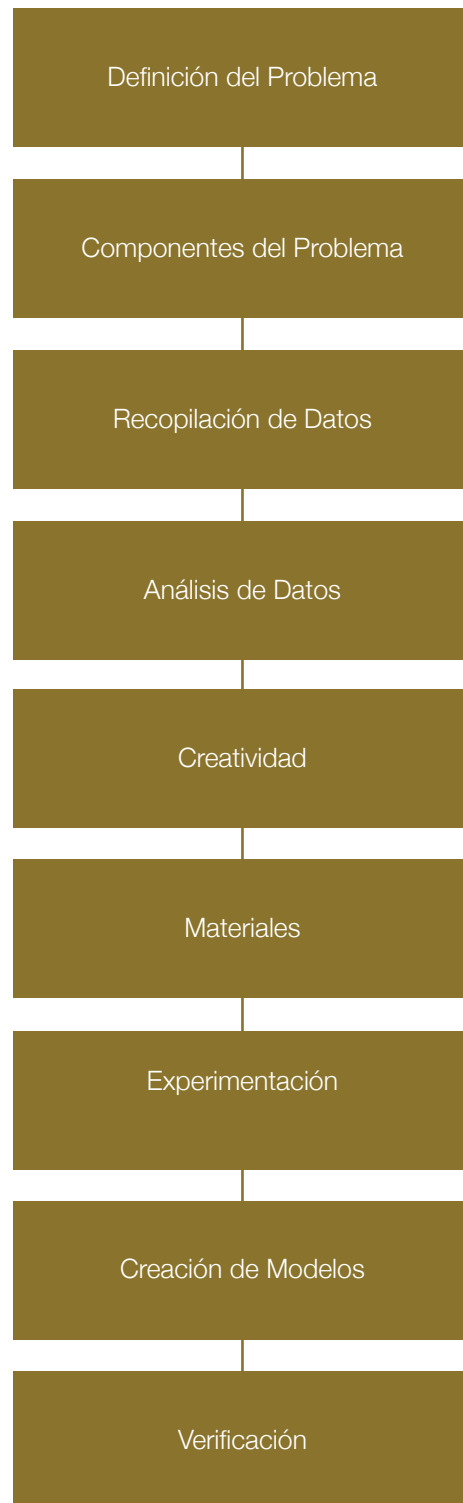 Definición del Problema
Componentes del Problema
Recopilación de Datos
Análisis de Datos
Creatividad
Materiales
Experimentación
Creación de Modelos
Verificación